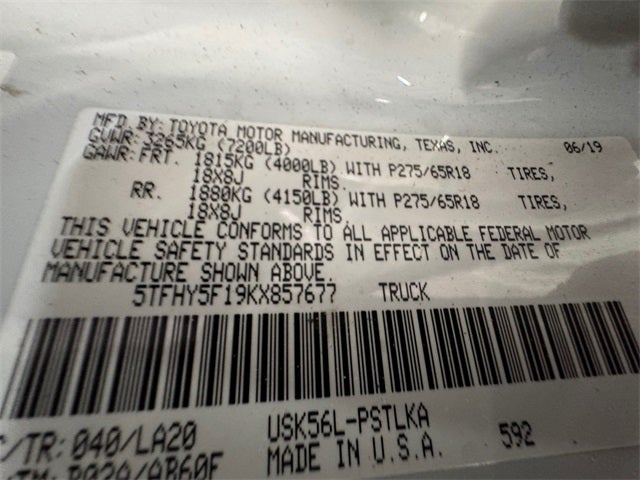 MFD. BY: TOYOTA MOTOR MANUFACTURING, TEXAS, INC. 06/19
GVWR: 3265KG (7200LB)
GAWR: FRT. 1815KG (4000LB) WITH P275/65R18 TIRES,
18X8J RIMS.
RR. 1880KG (4150LB) WITH P275/65R18 TIRES,
18X8J RIMS.
THIS VEHICLE CONFORMS TO ALL APPLICABLE FEDERAL MOTOR
VEHICLE SAFETY STANDARDS IN EFFECT ON THE DATE OF
MANUFACTURE SHOWN ABOVE.
5TFHY5F19KX857677 TRUCK
C/TR: 040/LA20 USK56L-PSTLKA 592
MADE IN U.S.A.